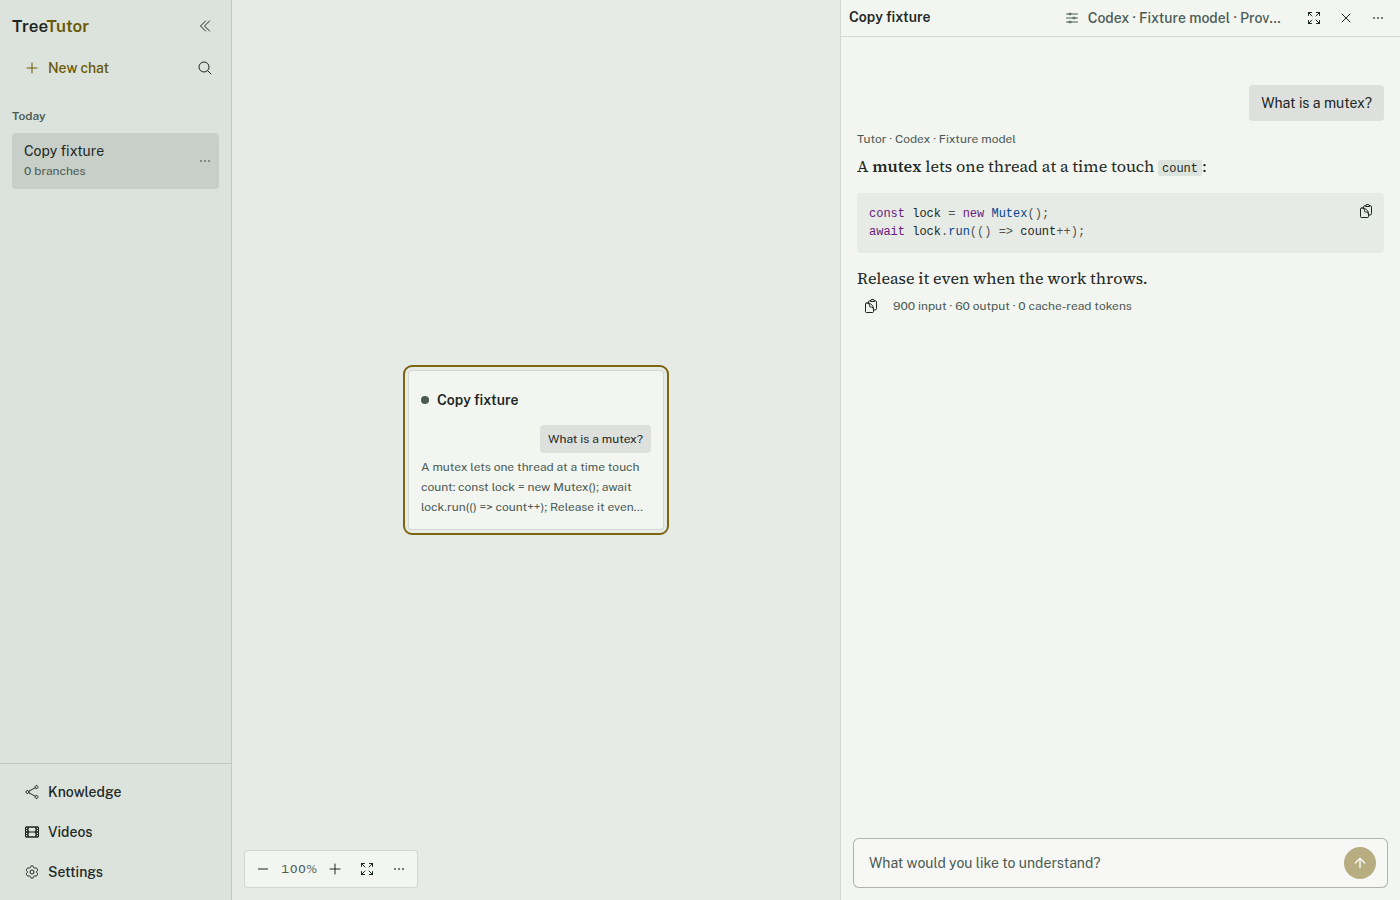 TreeTutor
New chat
Today
Copy fixture
0 branches
Knowledge
Videos
Settings
Copy fixture
What is a mutex?
A mutex lets one thread at a time touch
count: const lock = new Mutex(); await
lock.run(() => count++); Release it even...
100%
Copy fixture
Codex · Fixture model · Prov...
What is a mutex?
Tutor · Codex · Fixture model
A mutex lets one thread at a time touch count:
const lock = new Mutex();
await lock.run(() => count++);
Release it even when the work throws.
900 input · 60 output · 0 cache-read tokens
What would you like to understand?